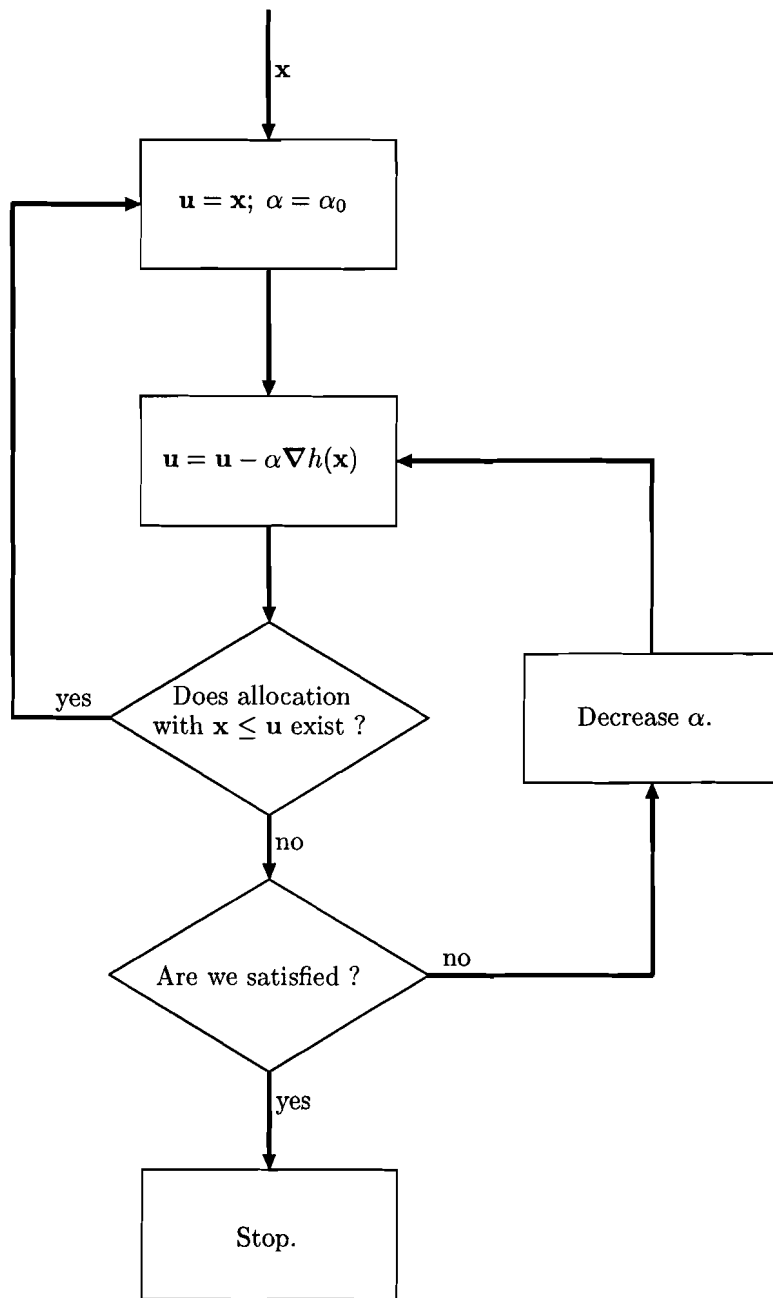 x
u = x; α = α₀
u = u − α∇h(x)
Does allocation
with x ≤ u exist ?
yes
Decrease α.
no
Are we satisfied ?
no
yes
Stop.